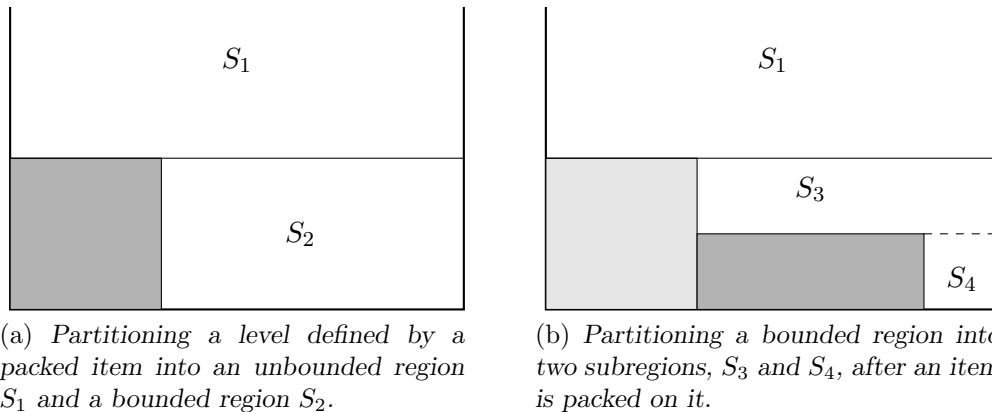 S₁
S₂
(a) Partitioning a level defined by a
packed item into an unbounded region
S₁ and a bounded region S₂.
S₁
S₃
S₄
(b) Partitioning a bounded region into
two subregions, S₃ and S₄, after an item
is packed on it.